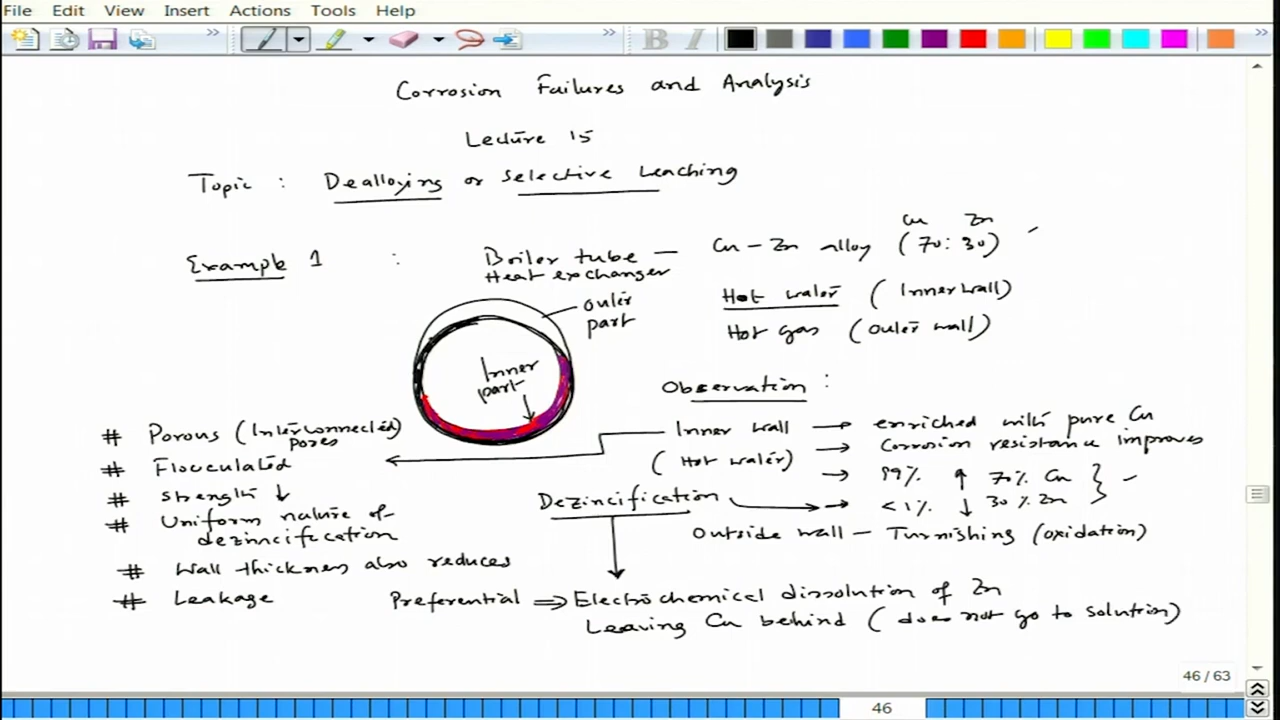 File Edit View Insert Actions Tools Help
Corrosion Failures and Analysis
Lecture 15
Topic : Dealloying or Selective Leaching
Cu Zn
Example 1 : Boiler tube — Cu - Zn alloy (70:30)
Heat exchanger
outer part
Hot water (Inner wall)
Hot gas (Outer wall)
Inner part
Observation :
Inner wall → enriched with pure Cu
(Hot water) → Corrosion resistance improves
→ 99% ↑ 70% Cu
Dezincification → <1% ↓ 30% Zn
Outside wall — Turnishing (oxidation)
# Porous (Interconnected pores)
# Flocculated
# Strength ↓
# Uniform nature of
dezincification
# Wall thickness also reduces
# Leakage
Preferential ⇒ Electrochemical dissolution of Zn
Leaving Cu behind (does not go to solution)
46 / 63
46